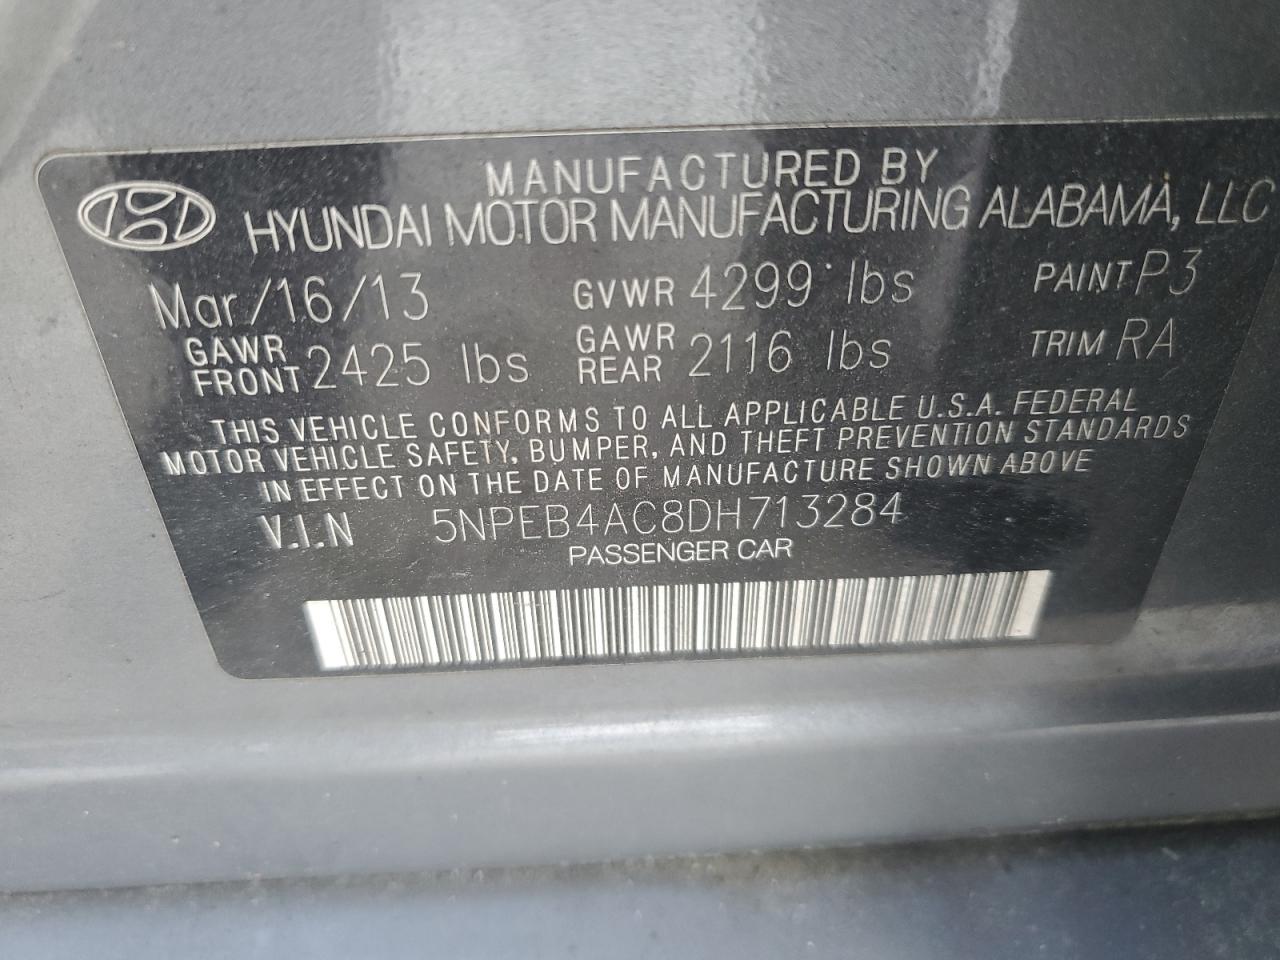 MANUFACTURED BY
HYUNDAI MOTOR MANUFACTURING ALABAMA, LLC
Mar/16/13 GVWR 4299 lbs PAINT P3
GAWR FRONT 2425 lbs GAWR REAR 2116 lbs TRIM RA
THIS VEHICLE CONFORMS TO ALL APPLICABLE U.S.A. FEDERAL
MOTOR VEHICLE SAFETY, BUMPER, AND THEFT PREVENTION STANDARDS
IN EFFECT ON THE DATE OF MANUFACTURE SHOWN ABOVE
V.I.N 5NPEB4AC8DH713284
PASSENGER CAR